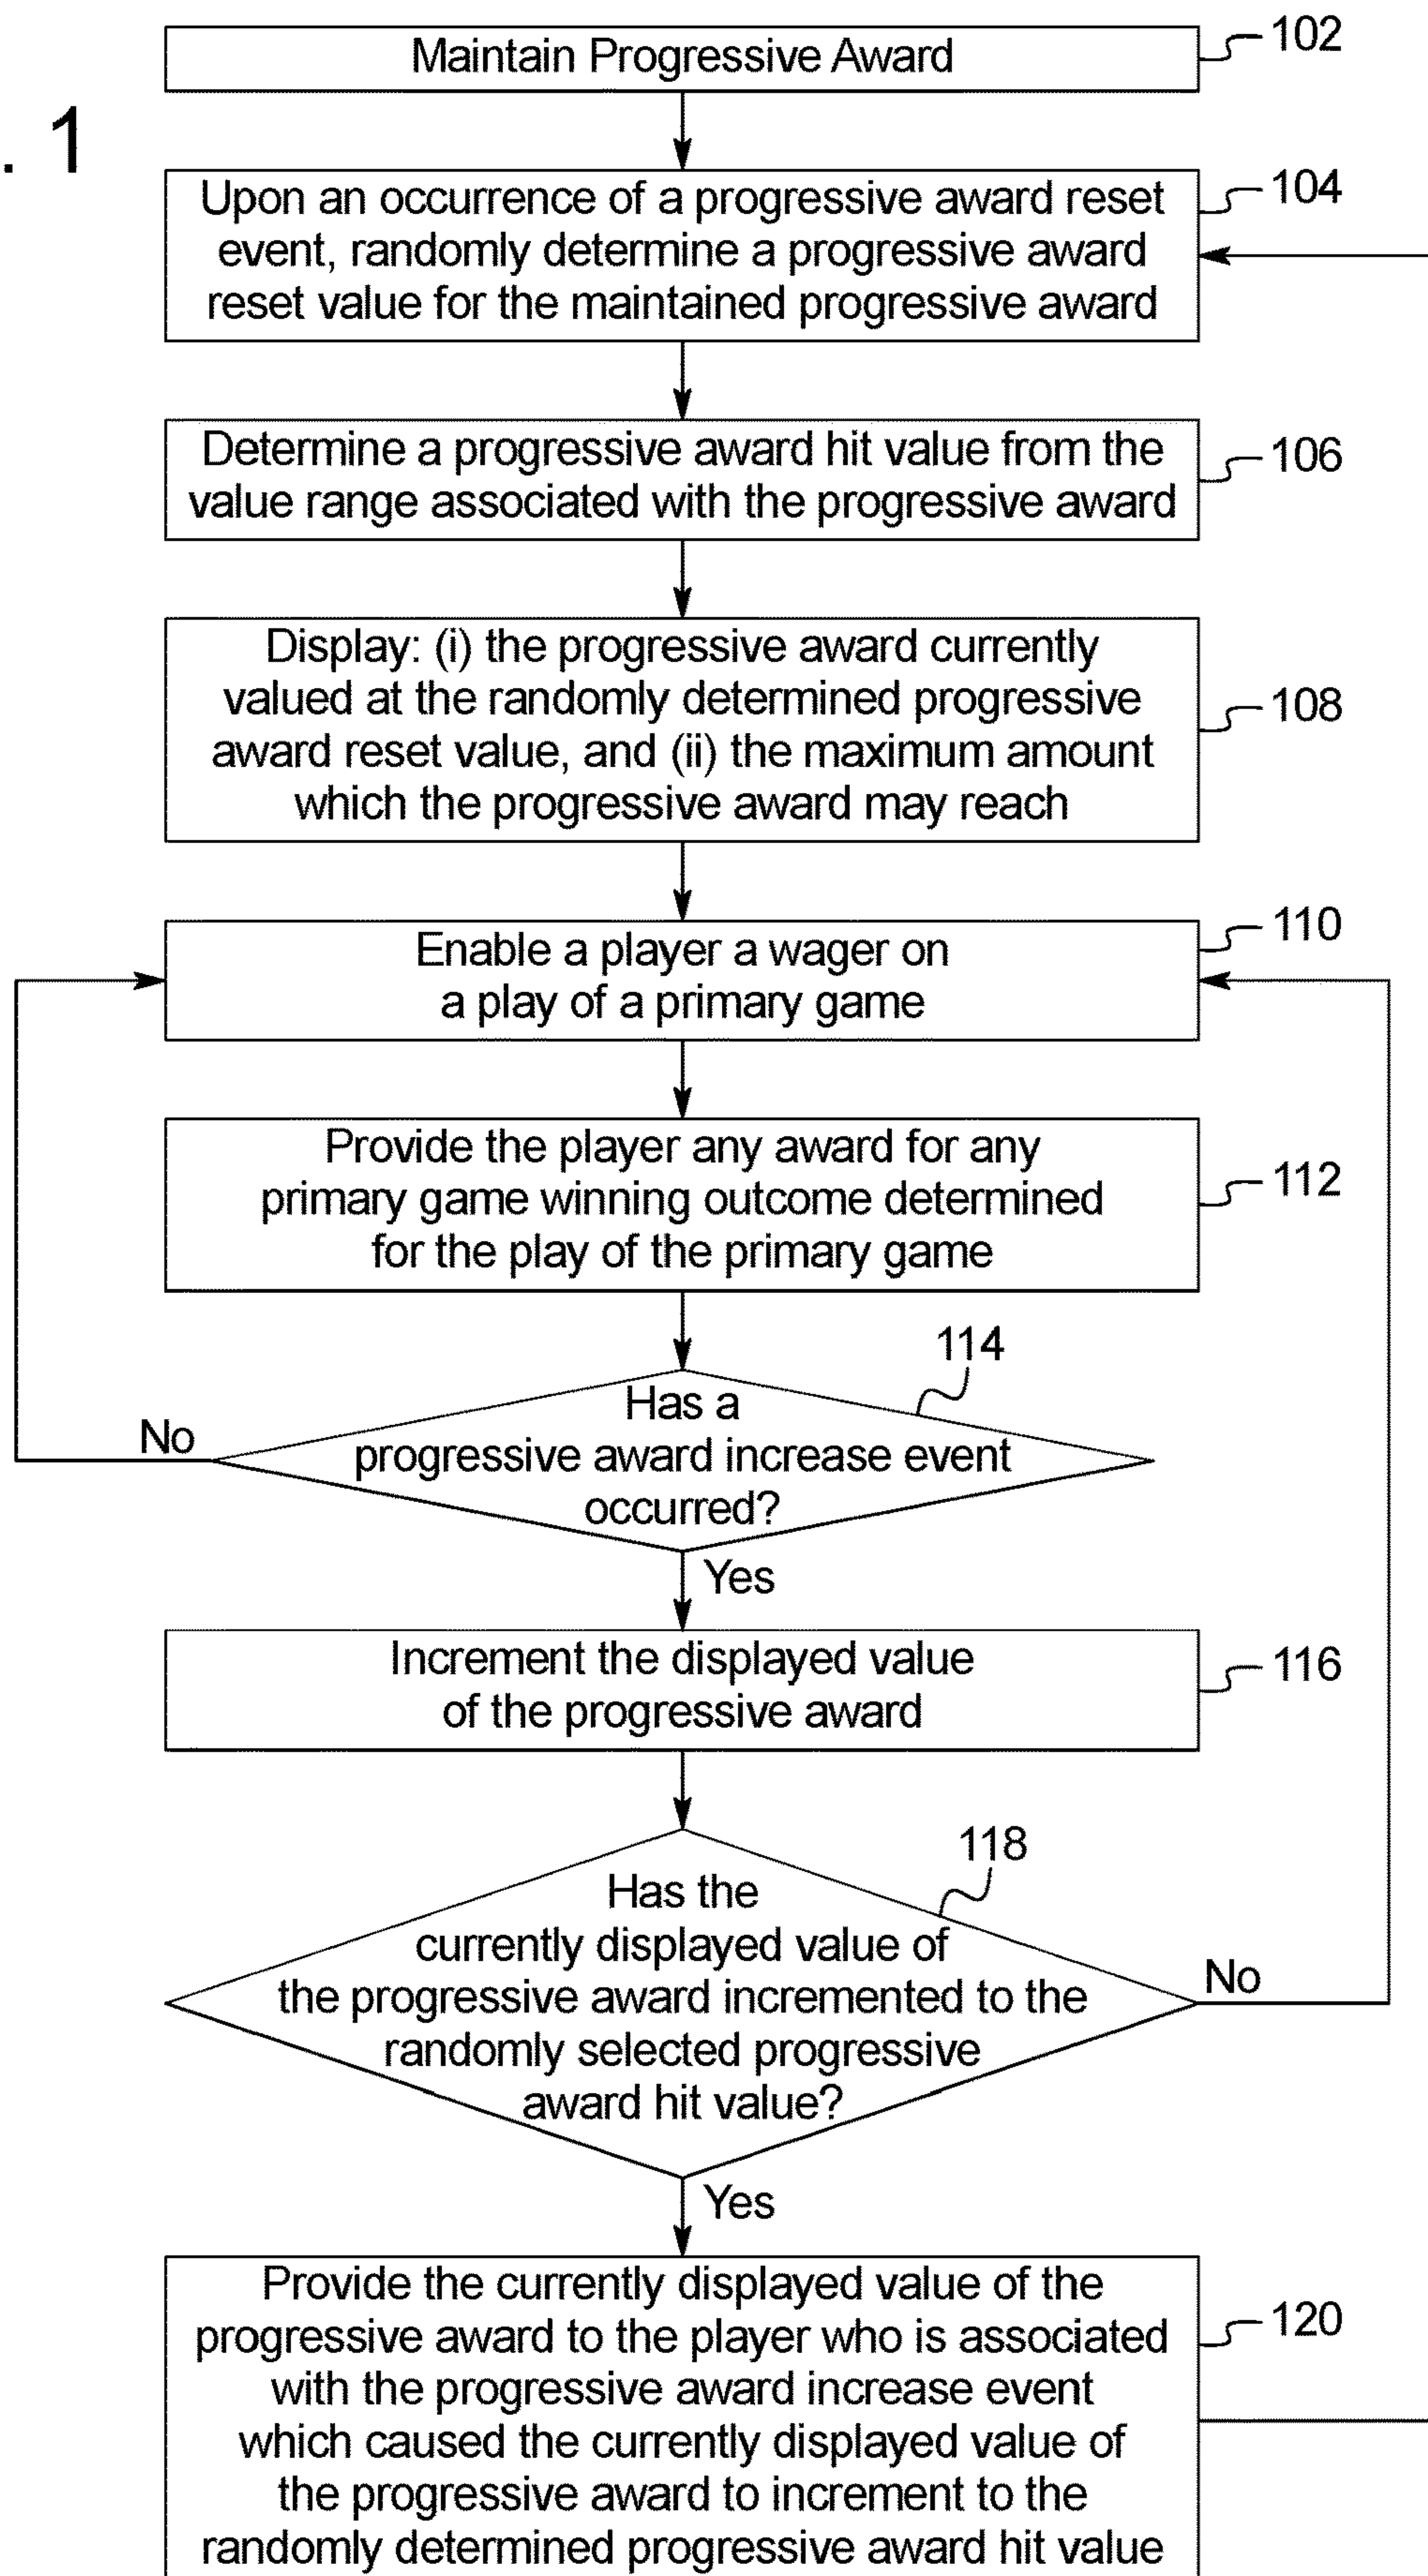 Maintain Progressive Award
102
. 1
Upon an occurrence of a progressive award reset
event, randomly determine a progressive award
reset value for the maintained progressive award
104
Determine a progressive award hit value from the
value range associated with the progressive award
106
Display: (i) the progressive award currently
valued at the randomly determined progressive
award reset value, and (ii) the maximum amount
which the progressive award may reach
108
Enable a player a wager on
a play of a primary game
110
Provide the player any award for any
primary game winning outcome determined
for the play of the primary game
112
114
Has a
progressive award increase event
occurred?
No
Yes
Increment the displayed value
of the progressive award
116
118
Has the
currently displayed value of
the progressive award incremented to the
randomly selected progressive
award hit value?
No
Yes
Provide the currently displayed value of the
progressive award to the player who is associated
with the progressive award increase event
which caused the currently displayed value of
the progressive award to increment to the
randomly determined progressive award hit value
120